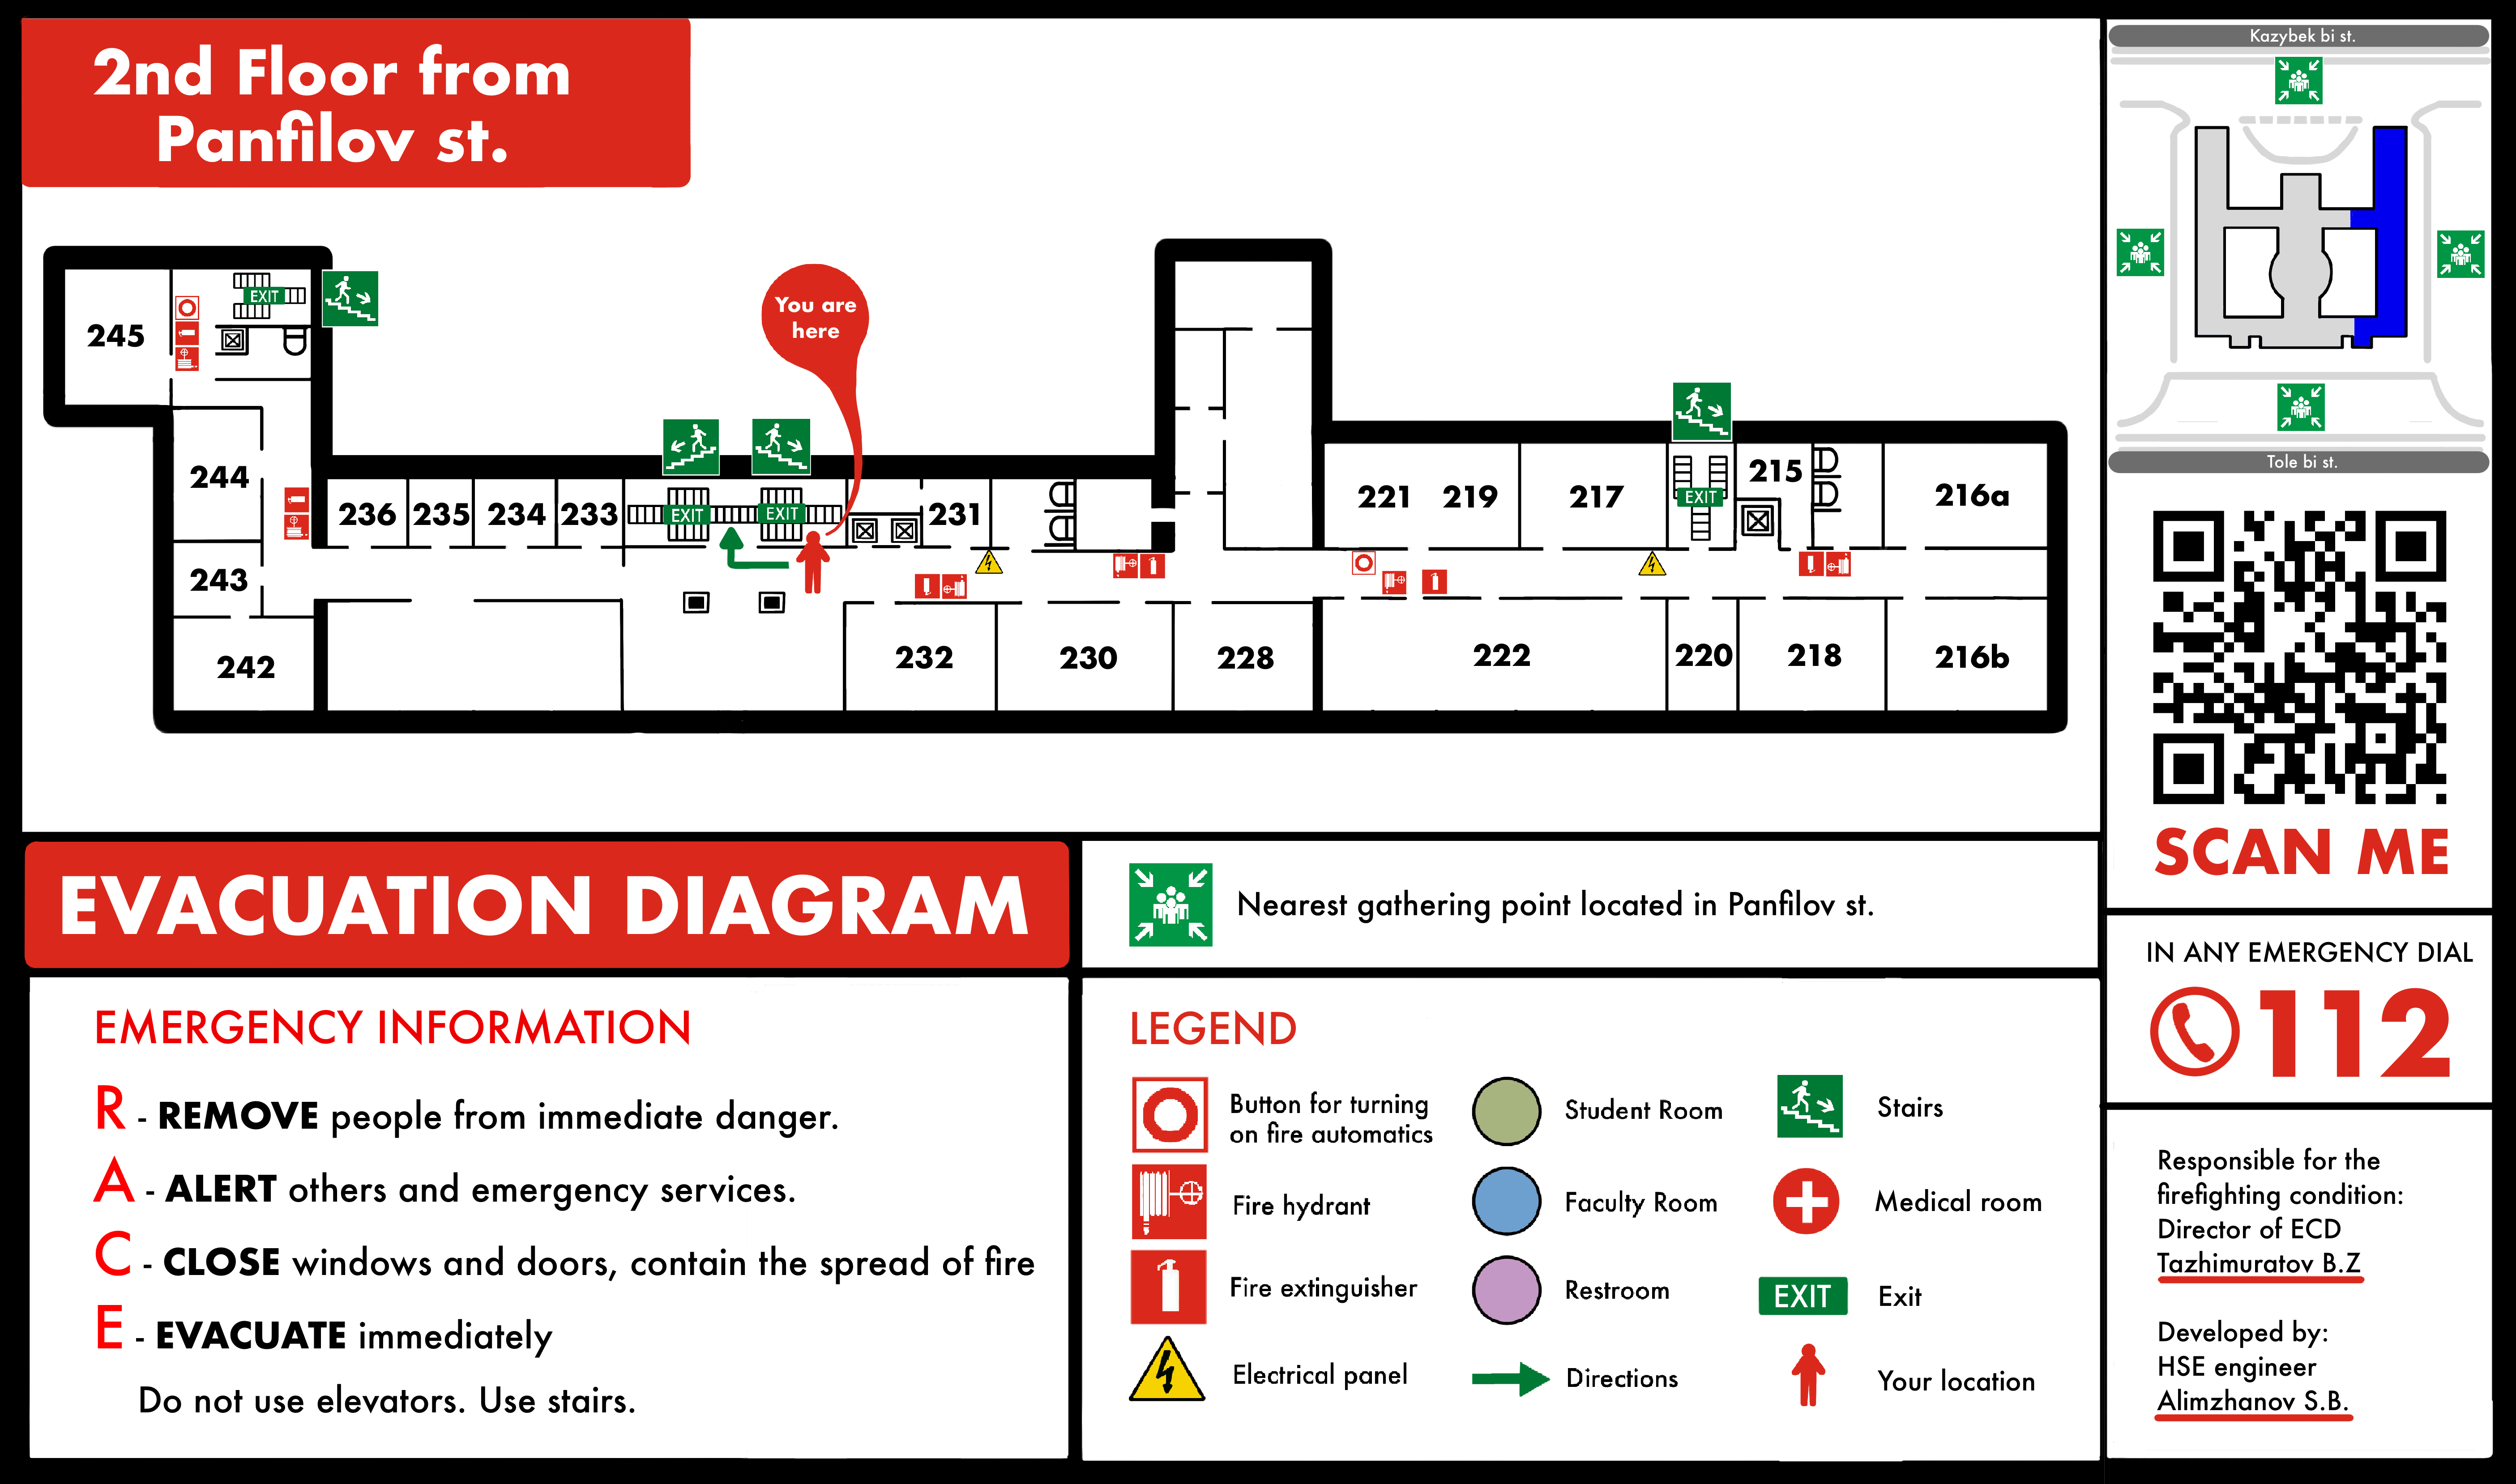 2nd Floor from
Panfilov st.
You are
here
245
EXIT
244
243
242
236
235
234
233
EXIT
EXIT
231
232
230
228
221
219
217
EXIT
215
216a
222
220
218
216b
Kazybek bi st.
Tole bi st.
SCAN ME
EVACUATION DIAGRAM
Nearest gathering point located in Panfilov st.
EMERGENCY INFORMATION
R - REMOVE people from immediate danger.
A - ALERT others and emergency services.
C - CLOSE windows and doors, contain the spread of fire
E - EVACUATE immediately
Do not use elevators. Use stairs.
LEGEND
Button for turning
on fire automatics
Fire hydrant
Fire extinguisher
Electrical panel
Student Room
Faculty Room
Restroom
Directions
Stairs
Medical room
EXIT Exit
Your location
IN ANY EMERGENCY DIAL
112
Responsible for the
firefighting condition:
Director of ECD
Tazhimuratov B.Z
Developed by:
HSE engineer
Alimzhanov S.B.